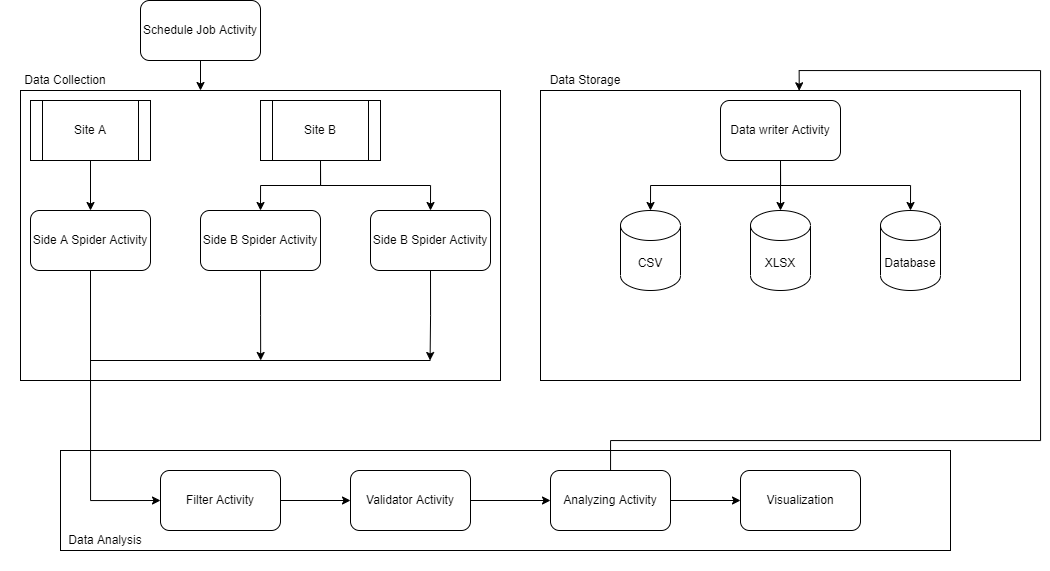 Schedule Job Activity
Data Collection
Data Storage
Site A
Site B
Data writer Activity
Side A Spider Activity
Side B Spider Activity
Side B Spider Activity
CSV
XLSX
Database
Filter Activity
Validator Activity
Analyzing Activity
Visualization
Data Analysis